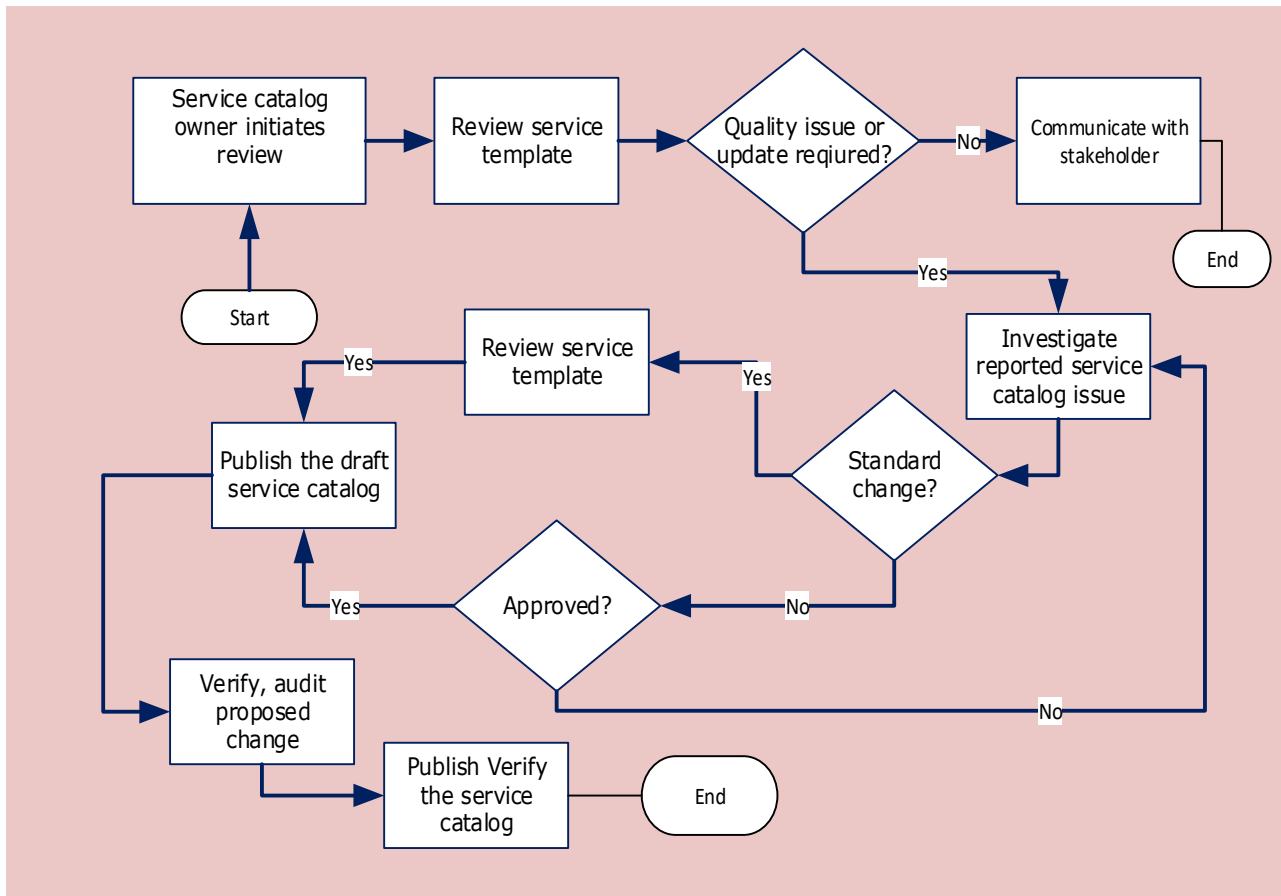 Service catalog
owner initiates
review
Review service
template
Quality issue or
update reqiured?
No
Communicate with
stakeholder
End
Yes
Start
Investigate
reported service
catalog issue
Review service
template
Yes
Yes
Standard
change?
Publish the draft
service catalog
Approved?
Yes
No
No
Verify, audit
proposed
change
Publish Verify
the service
catalog
End